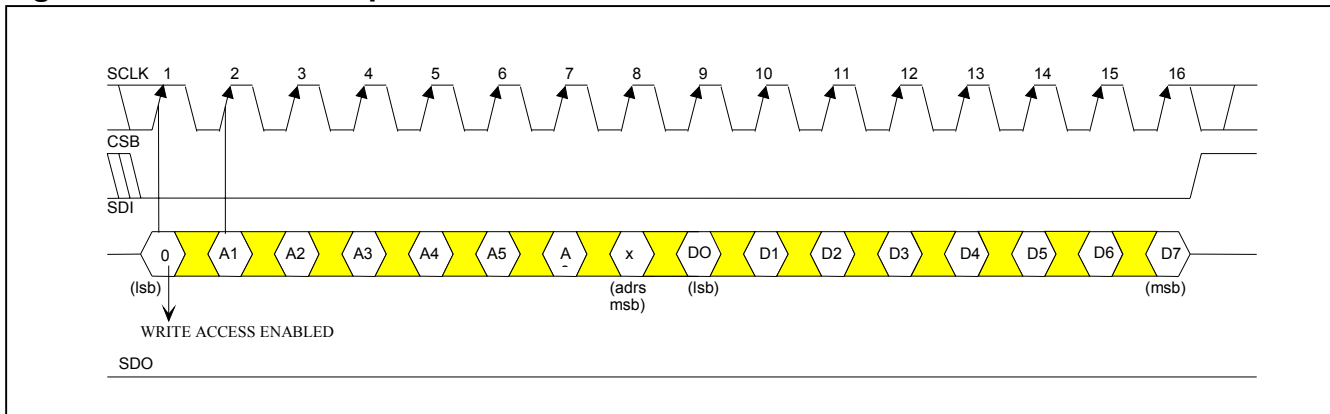 SCLK 1 2 3 4 5 6 7 8 9 10 11 12 13 14 15 16
CSB
SDI
0 A1 A2 A3 A4 A5 A x DO D1 D2 D3 D4 D5 D6 D7
(lsb) (adrs msb) (lsb) (msb)
WRITE ACCESS ENABLED
SDO